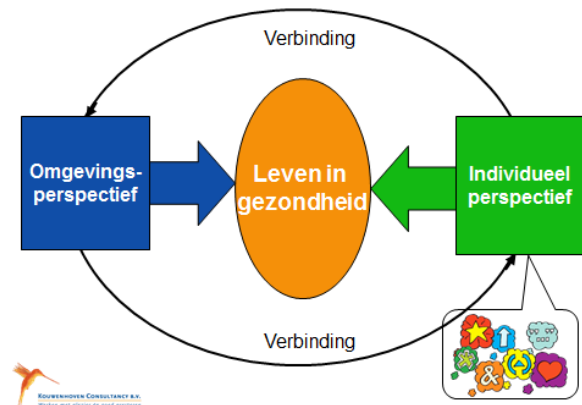 Verbinding
Omgevings-
perspectief
Leven in
gezondheid
Individueel
perspectief
Verbinding
&
KOUWENHOVEN CONSULTANCY B.V.